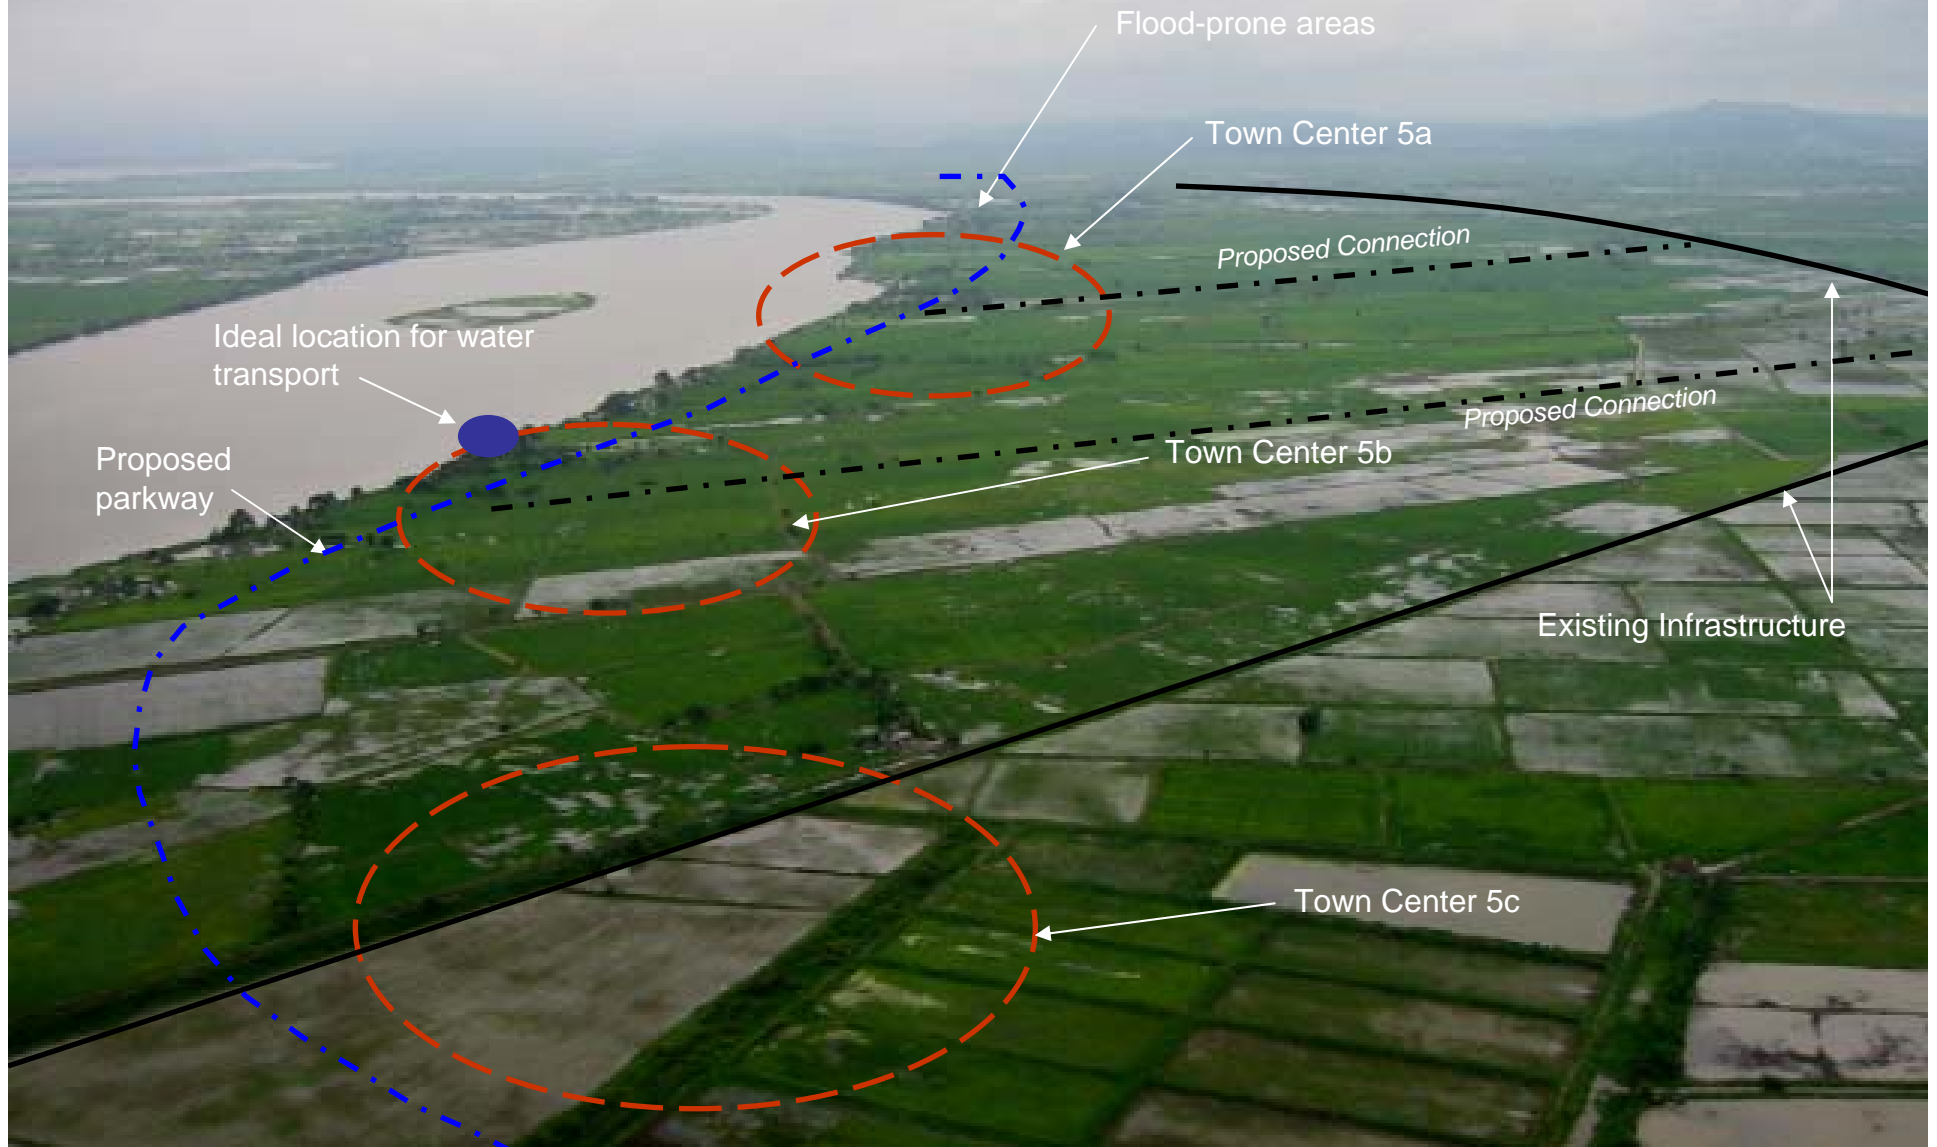 Flood-prone areas
Town Center 5a
Proposed Connection
Ideal location for water
transport
Proposed Connection
Town Center 5b
Proposed
parkway
Existing Infrastructure
Town Center 5c